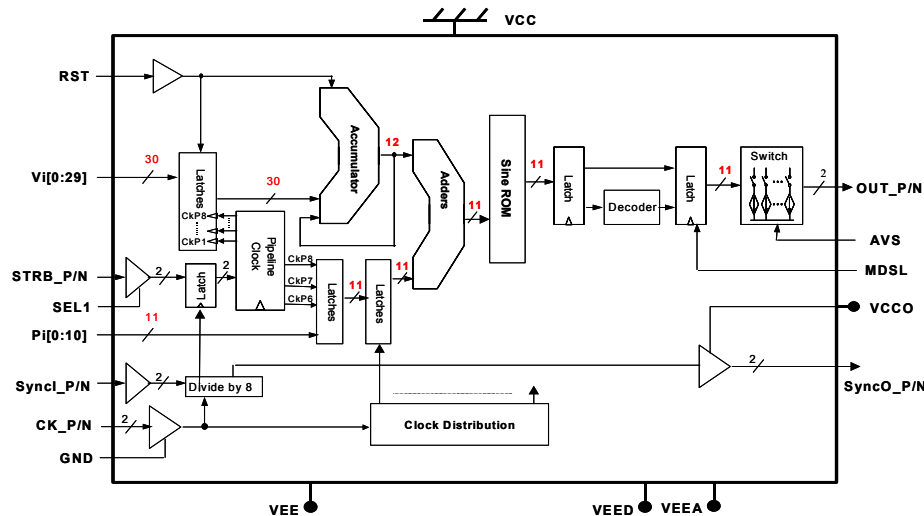 VCC
RST
Accumulator
12
Vi[0:29]
30
Latches
30
CkP8
CkP1
Adders
11
Sine ROM
11
Latch
Decoder
Latch
11
Switch
2
OUT_P/N
AVS
MDSL
STRB_P/N
2
Latch
2
Pipeline Clock
CkP8
CkP7
CkP6
Latches
11
Latches
11
SEL1
Pi[0:10]
11
VCCO
SyncI_P/N
2
Divide by 8
2
SyncO_P/N
CK_P/N
2
Clock Distribution
GND
VEE
VEED
VEEA